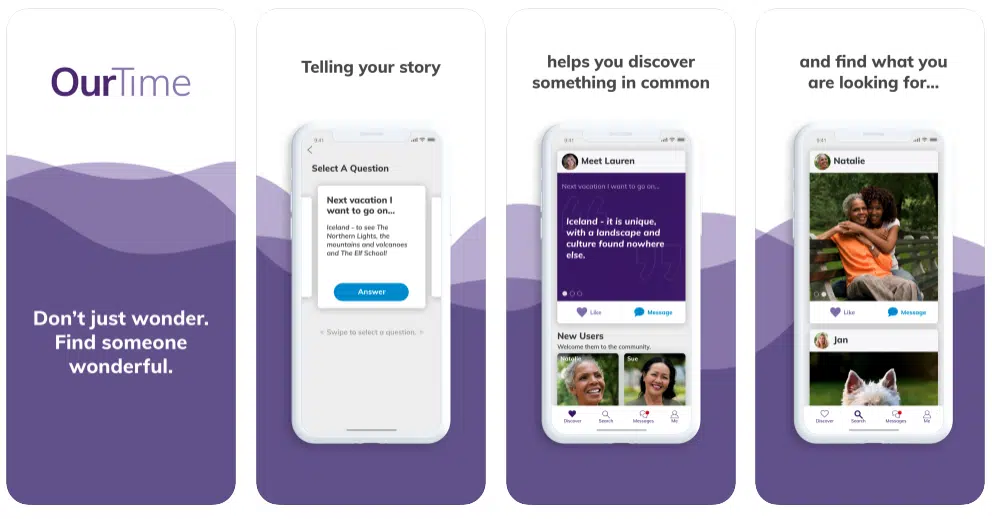 OurTime
Don't just wonder.
Find someone
wonderful.
Telling your story
9:41
Select A Question
Next vacation I
want to go on...
Iceland - to see The
Northern Lights, the
mountains and volcanoes
and The Elf School!
Answer
< Swipe to select a question. >
helps you discover
something in common
9:41
Meet Lauren
Next vacation I want to go on...
Iceland - it is unique,
with a landscape and
culture found nowhere
else.
Like
Message
New Users
Welcome them to the community.
Natalie
Sue
Discover
Search
Messages
Me
and find what you
are looking for...
9:41
Natalie
Like
Message
Jan
Discover
Search
Messages
Me